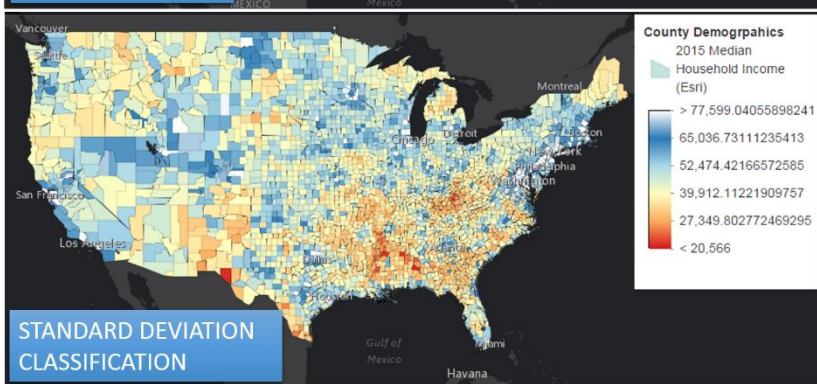 MEXICO
Mexico
Vancouver
Seattle
Montreal
Chicago
Detroit
Boston
New York
Philadelphia
Washington
San Francisco
Los Angeles
Dallas
Atlanta
Houston
Gulf of
Mexico
Miami
Havana
County Demogrpahics
2015 Median
Household Income
(Esri)
> 77,599.04055898241
65,036.73111235413
52,474.42166572585
39,912.11221909757
27,349.802772469295
< 20,566
STANDARD DEVIATION
CLASSIFICATION